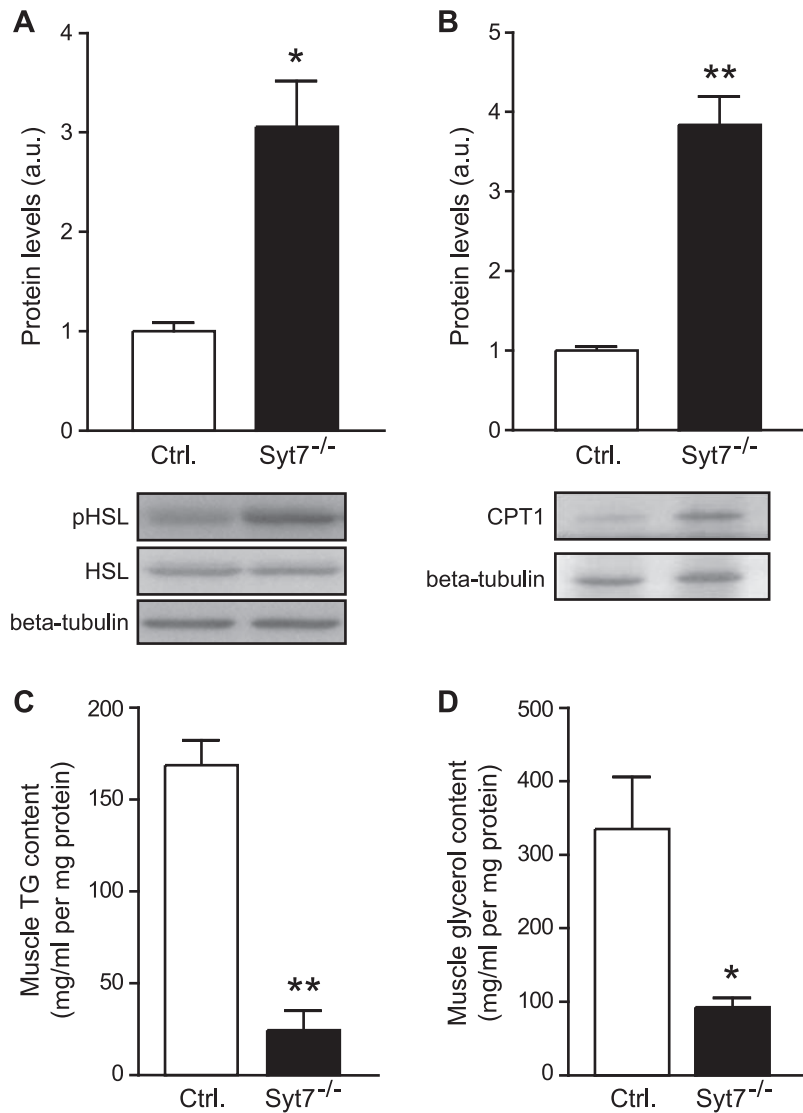 A
Protein levels (a.u.)
4
3
2
1
0
*
Ctrl.
Syt7-/-
pHSL
HSL
beta-tubulin
B
Protein levels (a.u.)
5
4
3
2
1
0
**
Ctrl.
Syt7-/-
CPT1
beta-tubulin
C
Muscle TG content
(mg/ml per mg protein)
200
150
100
50
0
**
Ctrl.
Syt7-/-
D
Muscle glycerol content
(mg/ml per mg protein)
500
400
300
200
100
0
*
Ctrl.
Syt7-/-